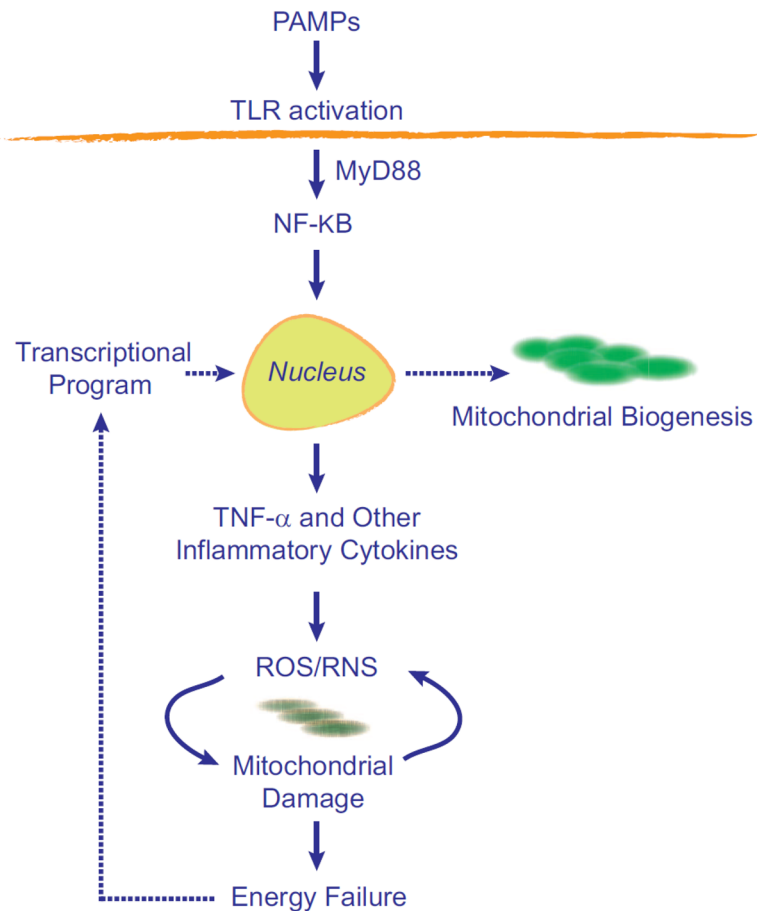 PAMPs
TLR activation
MyD88
NF-κB
Transcriptional
Program
Nucleus
Mitochondrial Biogenesis
TNF-α and Other
Inflammatory Cytokines
ROS/RNS
Mitochondrial
Damage
Energy Failure